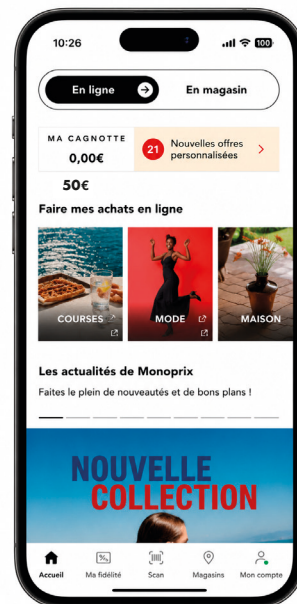 10:26
100
En ligne
En magasin
MA CAGNOTTE
0,00€
21
Nouvelles offres
personnalisées
50€
Faire mes achats en ligne
COURSES
MODE
MAISON
Les actualités de Monoprix
Faites le plein de nouveautés et de bons plans !
NOUVELLE
COLLECTION
Accueil
Ma fidélité
Scan
Magasins
Mon compte